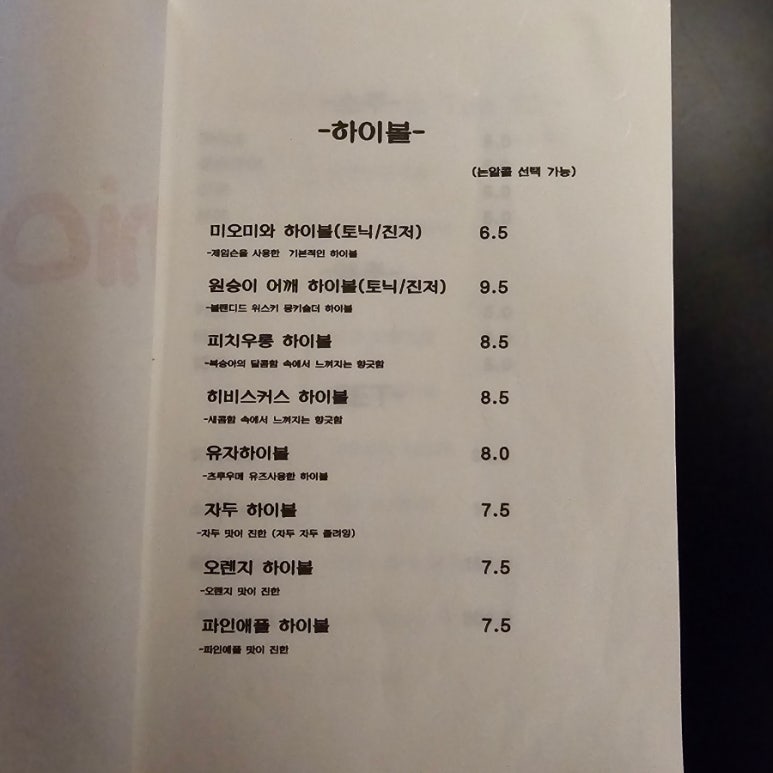 -하이볼-
(논알콜 선택 가능)
미오미와 하이볼(토닉/진저) 6.5
-제임슨을 사용한 기본적인 하이볼
원숭이 어깨 하이볼(토닉/진저) 9.5
-블랜디드 위스키 몽키숄더 하이볼
피치우롱 하이볼 8.5
-복숭아의 달콤함 속에서 느껴지는 향긋함
히비스커스 하이볼 8.5
-새콤함 속에서 느껴지는 향긋함
유자하이볼 8.0
-츠루우메 유즈사용한 하이볼
자두 하이볼 7.5
-자두 맛이 진한 (자두 자두 졸려잉)
오렌지 하이볼 7.5
-오렌지 맛이 진한
파인애플 하이볼 7.5
-파인애플 맛이 진한